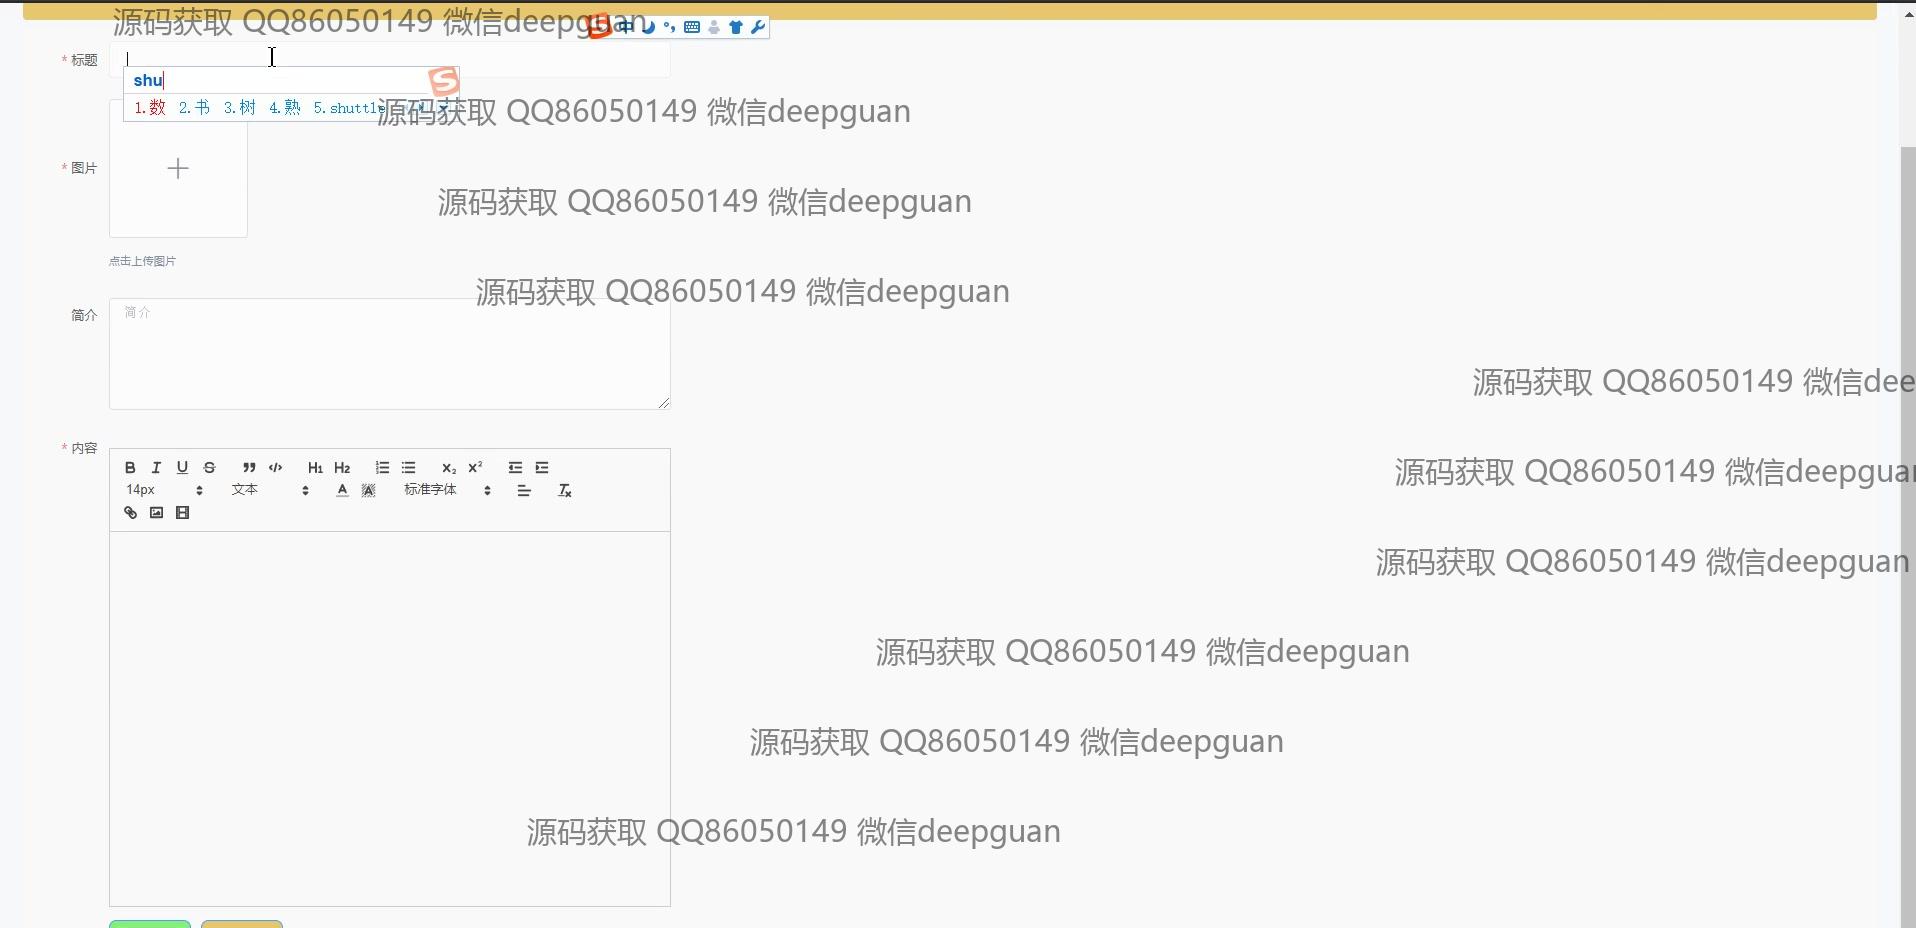 源码获取 QQ86050149 微信deepguan
中
* 标题
shu
1.数 2.书 3.树 4.熟 5.shuttle
源码获取 QQ86050149 微信deepguan
* 图片
源码获取 QQ86050149 微信deepguan
点击上传图片
源码获取 QQ86050149 微信deepguan
简介
简介
源码获取 QQ86050149 微信dee
* 内容
B I U S H1 H2 X₂ X²
源码获取 QQ86050149 微信deepgua
14px 文本 A A 标准字体 Tx
源码获取 QQ86050149 微信deepguan
源码获取 QQ86050149 微信deepguan
源码获取 QQ86050149 微信deepguan
源码获取 QQ86050149 微信deepguan